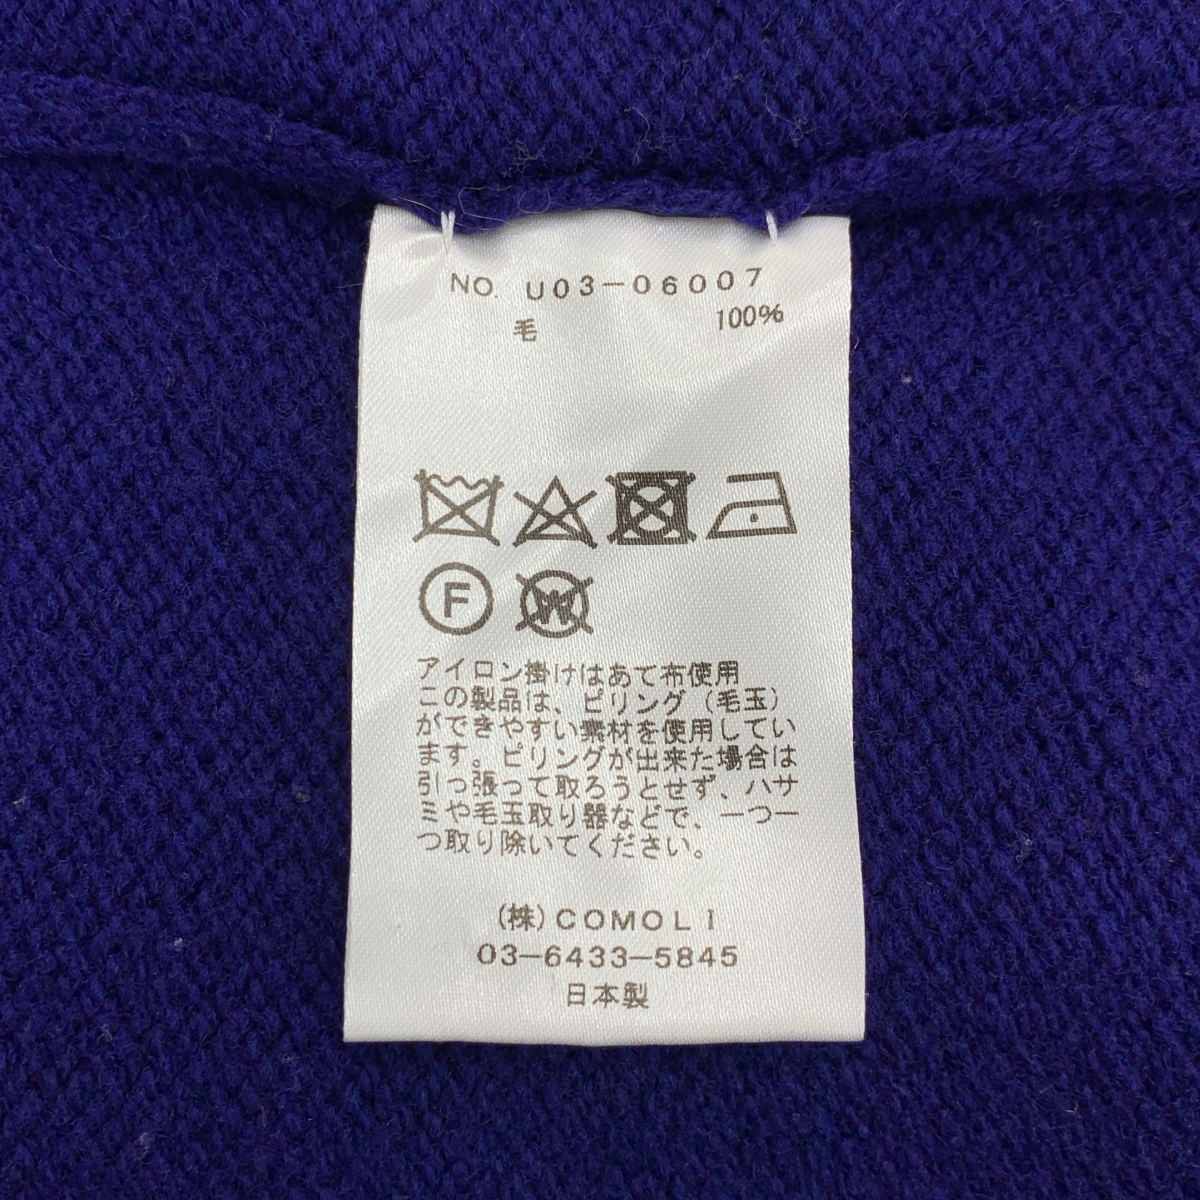 NO. U03-06007
毛 100%
F
W
アイロン掛けはあて布使用
この製品は、ピリング（毛玉）
ができやすい素材を使用してい
ます。ピリングが出来た場合は
引っ張って取ろうとせず、ハサ
ミや毛玉取り器などで、一つ一
つ取り除いてください。
(株)COMOLI
03-6433-5845
日本製